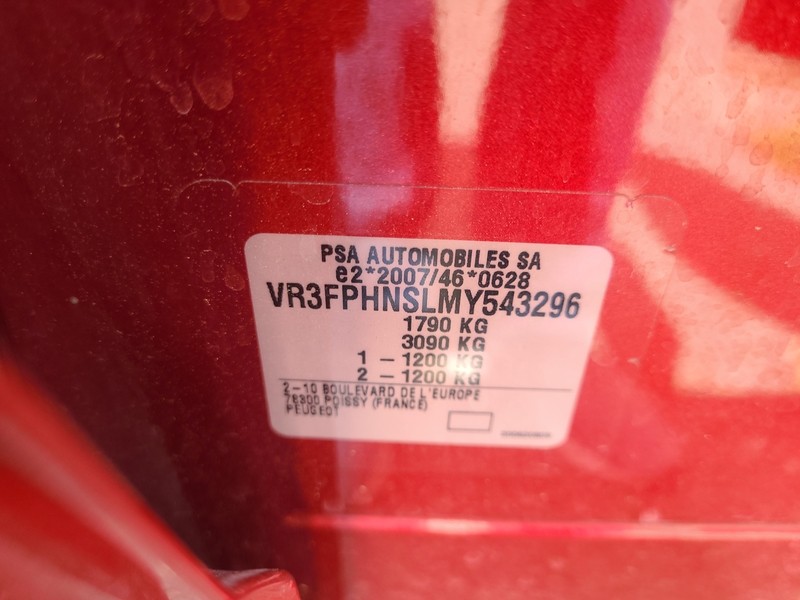 PSA AUTOMOBILES SA
e2*2007/46*0628
VR3FPHNSLMY543296
1790 KG
3090 KG
1 – 1200 KG
2 – 1200 KG
2–10 BOULEVARD DE L'EUROPE
78300 POISSY (FRANCE)
PEUGEOT